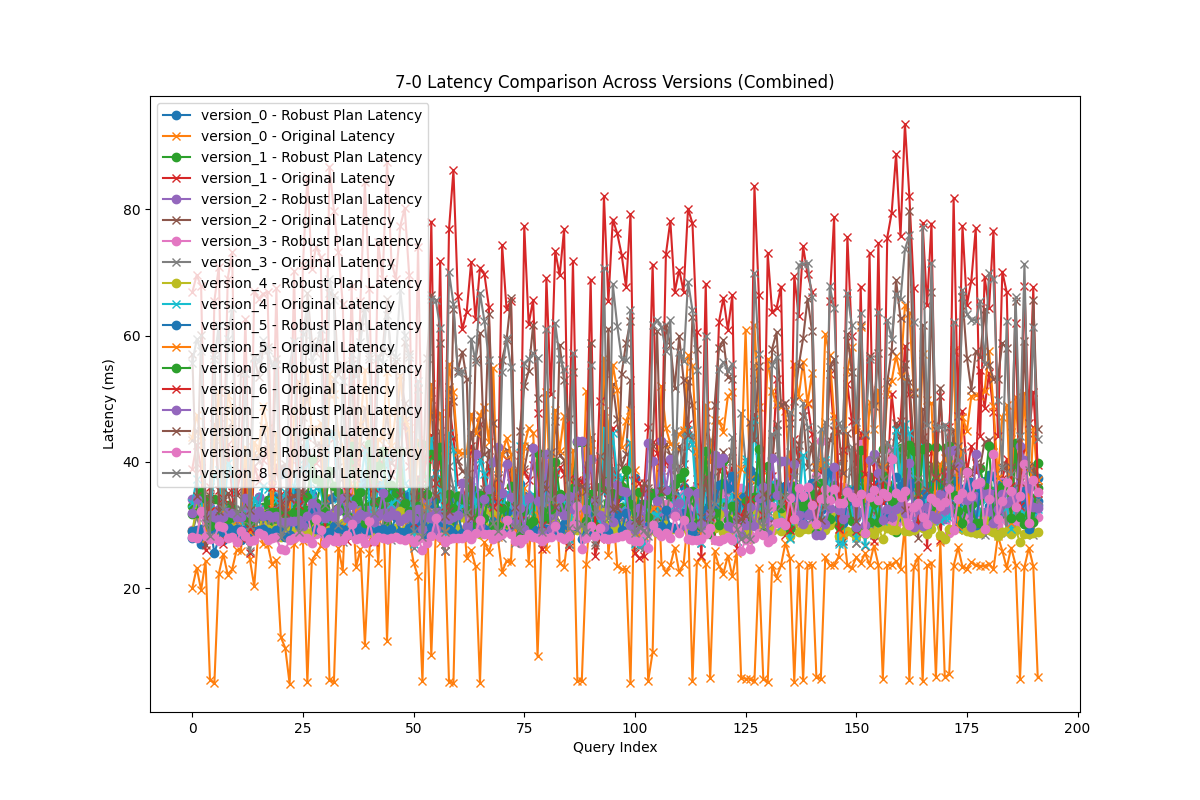 7-0 Latency Comparison Across Versions (Combined)
version_0 - Robust Plan Latency
version_0 - Original Latency
version_1 - Robust Plan Latency
version_1 - Original Latency
version_2 - Robust Plan Latency
version_2 - Original Latency
version_3 - Robust Plan Latency
version_3 - Original Latency
version_4 - Robust Plan Latency
version_4 - Original Latency
version_5 - Robust Plan Latency
version_5 - Original Latency
version_6 - Robust Plan Latency
version_6 - Original Latency
version_7 - Robust Plan Latency
version_7 - Original Latency
version_8 - Robust Plan Latency
version_8 - Original Latency
Latency (ms)
80
60
40
20
0 25 50 75 100 125 150 175 200
Query Index